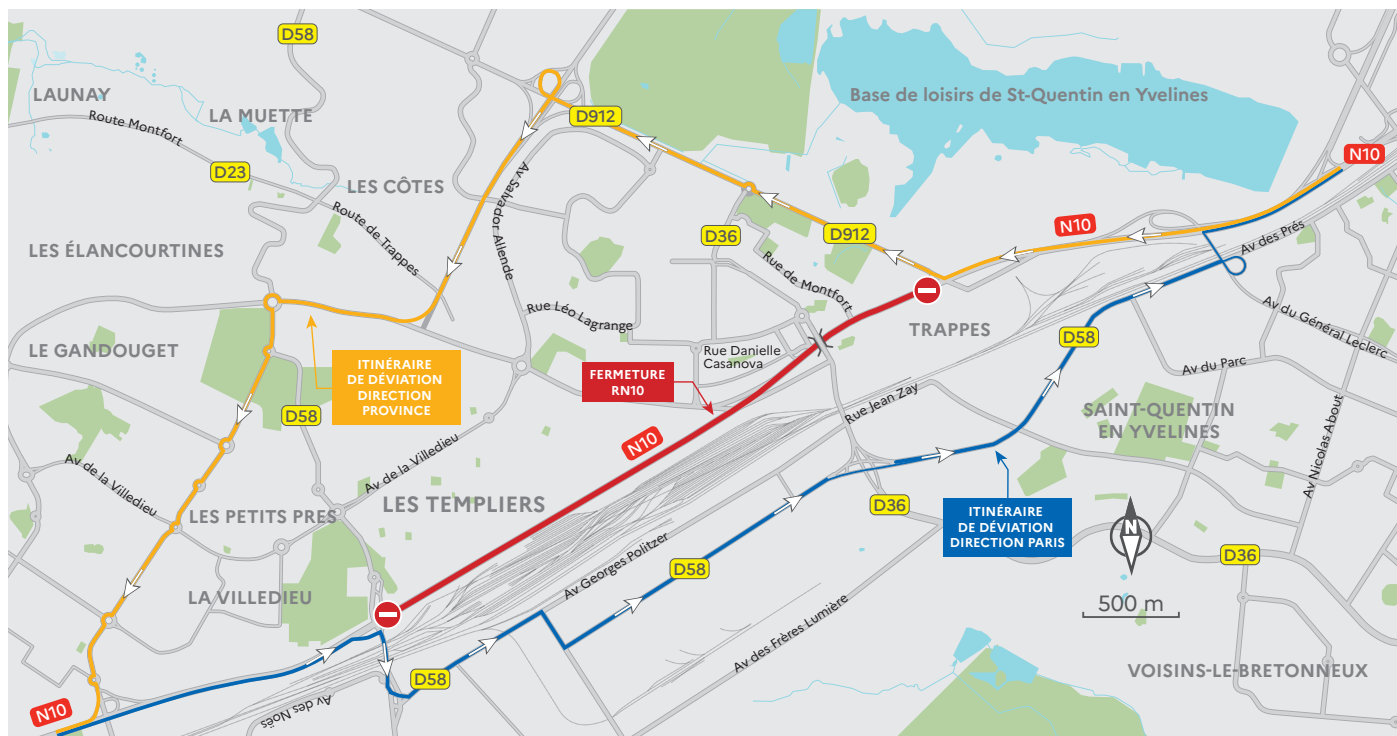 D58
LAUNAY
LA MUETTE
Route Montfort
D23
LES CÔTES
Route de Trappes
Av Salvador Allende
D912
Base de loisirs de St-Quentin en Yvelines
N10
LES ÉLANCOURTINES
D36
D912
N10
Av des Prés
Rue de Montfort
Rue Léo Lagrange
TRAPPES
Av du Général Leclerc
LE GANDOUGET
ITINÉRAIRE
DE DÉVIATION
DIRECTION
PROVINCE
Rue Danielle
Casanova
FERMETURE
RN10
D58
Av du Parc
D58
Rue Jean Zay
SAINT-QUENTIN
EN YVELINES
Av Nicolas About
N10
Av de la Villedieu
Av de la Villedieu
LES TEMPLIERS
LES PETITS PRES
D36
ITINÉRAIRE
DE DÉVIATION
DIRECTION PARIS
N
D36
Av Georges Politzer
D58
LA VILLEDIEU
500 m
Av des Frères Lumière
D58
VOISINS-LE-BRETONNEUX
N10
Av des Noës